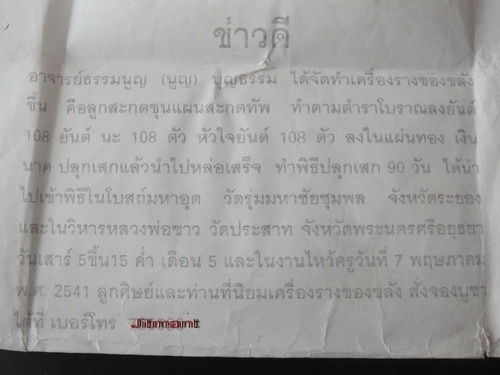 ข่าวดี
อาจารย์ธรรมนูญ (นูญ) บุญธรรม ได้จัดทำเครื่องรางของขลัง
ขึ้น คือลูกสะกดขุนแผนสะกดทัพ ทำตามตำราโบราณลงยันต์
108 ยันต์ นะ 108 ตัว หัวใจยันต์ 108 ตัว ลงในแผ่นทอง เงิน
นาค ปลุกเสกแล้วนำไปหล่อเสร็จ ทำพิธีปลุกเสก 90 วัน ได้นำ
ไปเข้าพิธีในโบสถ์มหาอุด วัดรุ่มมหาชัยชุมพล จังหวัดระยอง
และในวิหารหลวงพ่อขาว วัดประสาท จังหวัดพระนครศรีอยุธยา
วันเสาร์ 5ขึ้น15 ค่ำ เดือน 5 และในงานไหว้ครูวันที่ 7 พฤษภาคม
พ.ศ. 2541 ลูกศิษย์และท่านที่นิยมเครื่องรางของขลัง สั่งจองบูชา
ได้ที่ เบอร์โทร